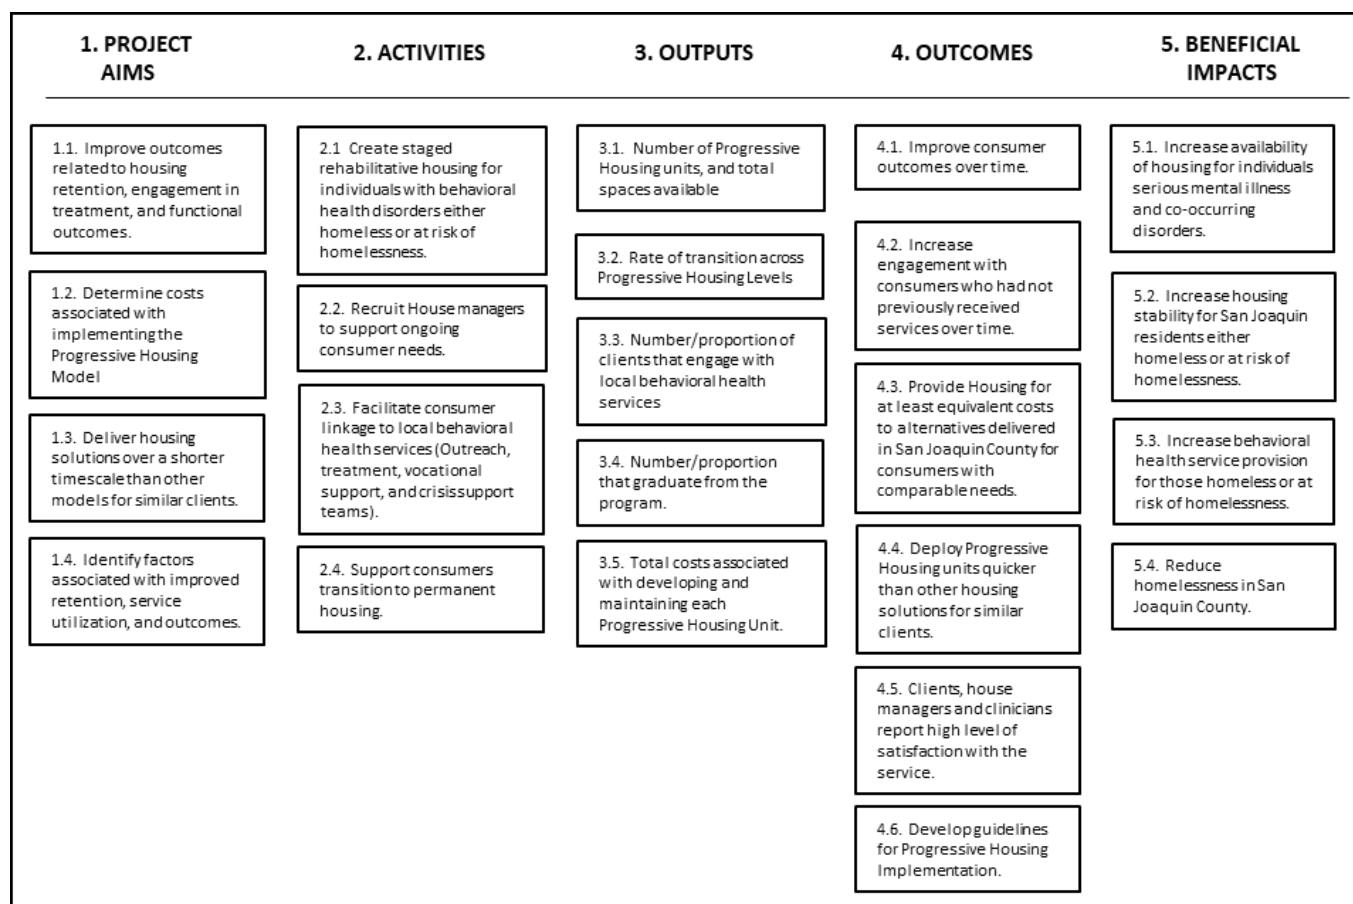 1. PROJECT
AIMS
2. ACTIVITIES
3. OUTPUTS
4. OUTCOMES
5. BENEFICIAL
IMPACTS
1.1. Improve outcomes
related to housing
retention, engagement in
treatment, and functional
outcomes.
1.2. Determine costs
associated with
implementing the
Progressive Housing
Model
1.3. Deliver housing
solutions over a shorter
timescale than other
models for similar clients.
1.4. Identify factors
associated with improved
retention, service
utilization, and outcomes.
2.1 Create staged
rehabilitative housing for
individuals with behavioral
health disorders either
homeless or at risk of
homelessness.
2.2. Recruit House managers
to support ongoing
consumer needs.
2.3. Facilitate consumer
linkage to local behavioral
health services (Outreach,
treatment, vocational
support, and crisis support
teams).
2.4. Support consumers
transition to permanent
housing.
3.1. Number of Progressive
Housing units, and total
spaces available
3.2. Rate of transition across
Progressive Housing Levels
3.3. Number/proportion of
clients that engage with
local behavioral health
services
3.4. Number/proportion
that graduate from the
program.
3.5. Total costs associated
with developing and
maintaining each
Progressive Housing Unit.
4.1. Improve consumer
outcomes over time.
4.2. Increase
engagement with
consumers who had not
previously received
services over time.
4.3. Provide Housing for
at least equivalent costs
to alternatives delivered
in San Joaquin County for
consumers with
comparable needs.
4.4. Deploy Progressive
Housing units quicker
than other housing
solutions for similar
clients.
4.5. Clients, house
managers and clinicians
report high level of
satisfaction with the
service.
4.6. Develop guidelines
for Progressive Housing
Implementation.
5.1. Increase availability
of housing for individuals
serious mental illness
and co-occurring
disorders.
5.2. Increase housing
stability for San Joaquin
residents either
homeless or at risk of
homelessness.
5.3. Increase behavioral
health service provision
for those homeless or at
risk of homelessness.
5.4. Reduce
homelessness in San
Joaquin County.